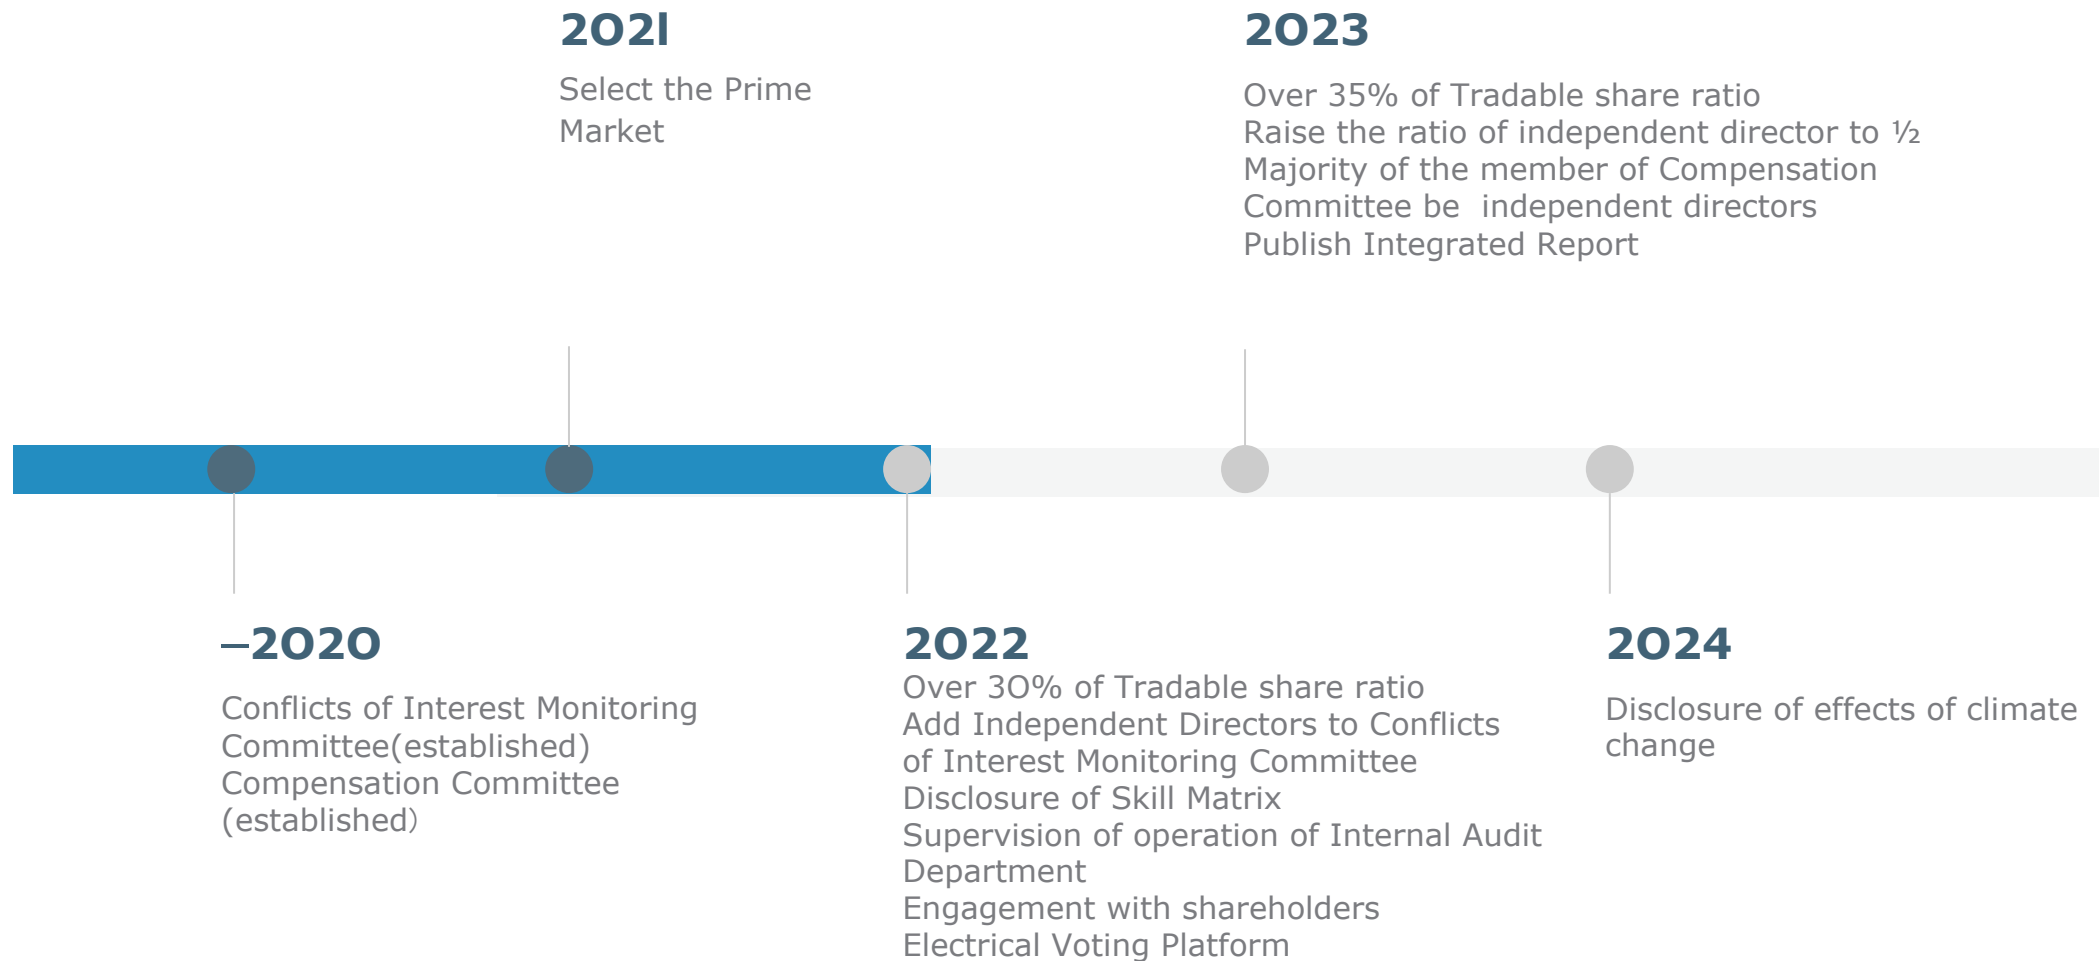 2021
Select the Prime
Market
2023
Over 35% of Tradable share ratio
Raise the ratio of independent director to ½
Majority of the member of Compensation
Committee be  independent directors
Publish Integrated Report
–2020
Conflicts of Interest Monitoring
Committee(established)
Compensation Committee
(established)
2022
Over 3O% of Tradable share ratio
Add Independent Directors to Conflicts
of Interest Monitoring Committee
Disclosure of Skill Matrix
Supervision of operation of Internal Audit
Department
Engagement with shareholders
Electrical Voting Platform
2024
Disclosure of effects of climate
change